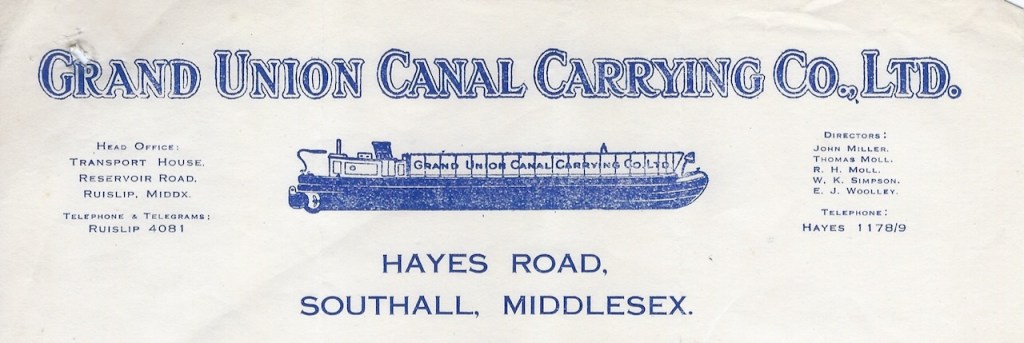 GRAND UNION CANAL CARRYING CO., LTD.
HEAD OFFICE:
TRANSPORT HOUSE.
RESERVOIR ROAD.
RUISLIP, MIDDX.
TELEPHONE & TELEGRAMS:
RUISLIP 4081
GRAND UNION CANAL CARRYING CO. LTD.
DIRECTORS:
JOHN MILLER.
THOMAS MOLL.
R. H. MOLL.
W. K. SIMPSON.
E. J. WOOLLEY.
TELEPHONE:
HAYES 1178/9
HAYES ROAD,
SOUTHALL, MIDDLESEX.